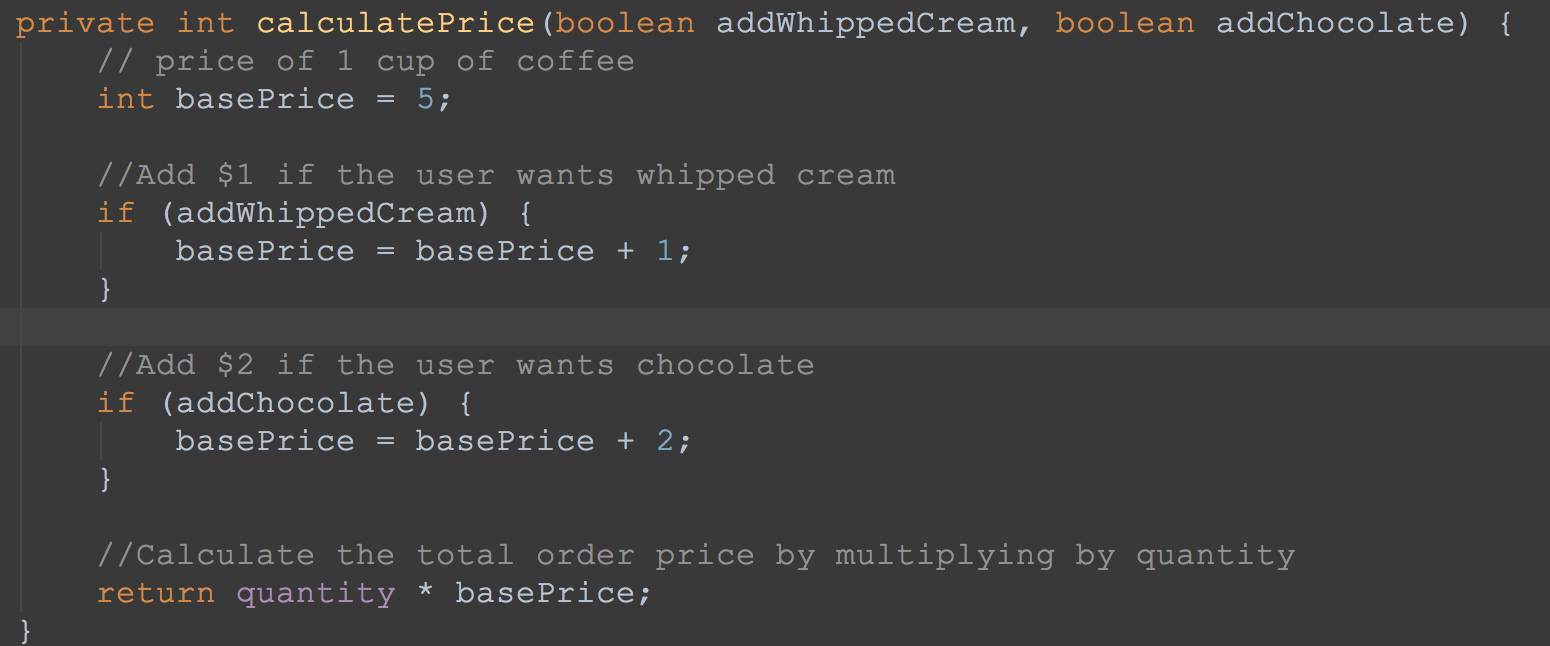 private int calculatePrice(boolean addWhippedCream, boolean addChocolate) {
// price of 1 cup of coffee
int basePrice = 5;
//Add $1 if the user wants whipped cream
if (addWhippedCream) {
basePrice = basePrice + 1;
}
//Add $2 if the user wants chocolate
if (addChocolate) {
basePrice = basePrice + 2;
}
//Calculate the total order price by multiplying by quantity
return quantity * basePrice;
}